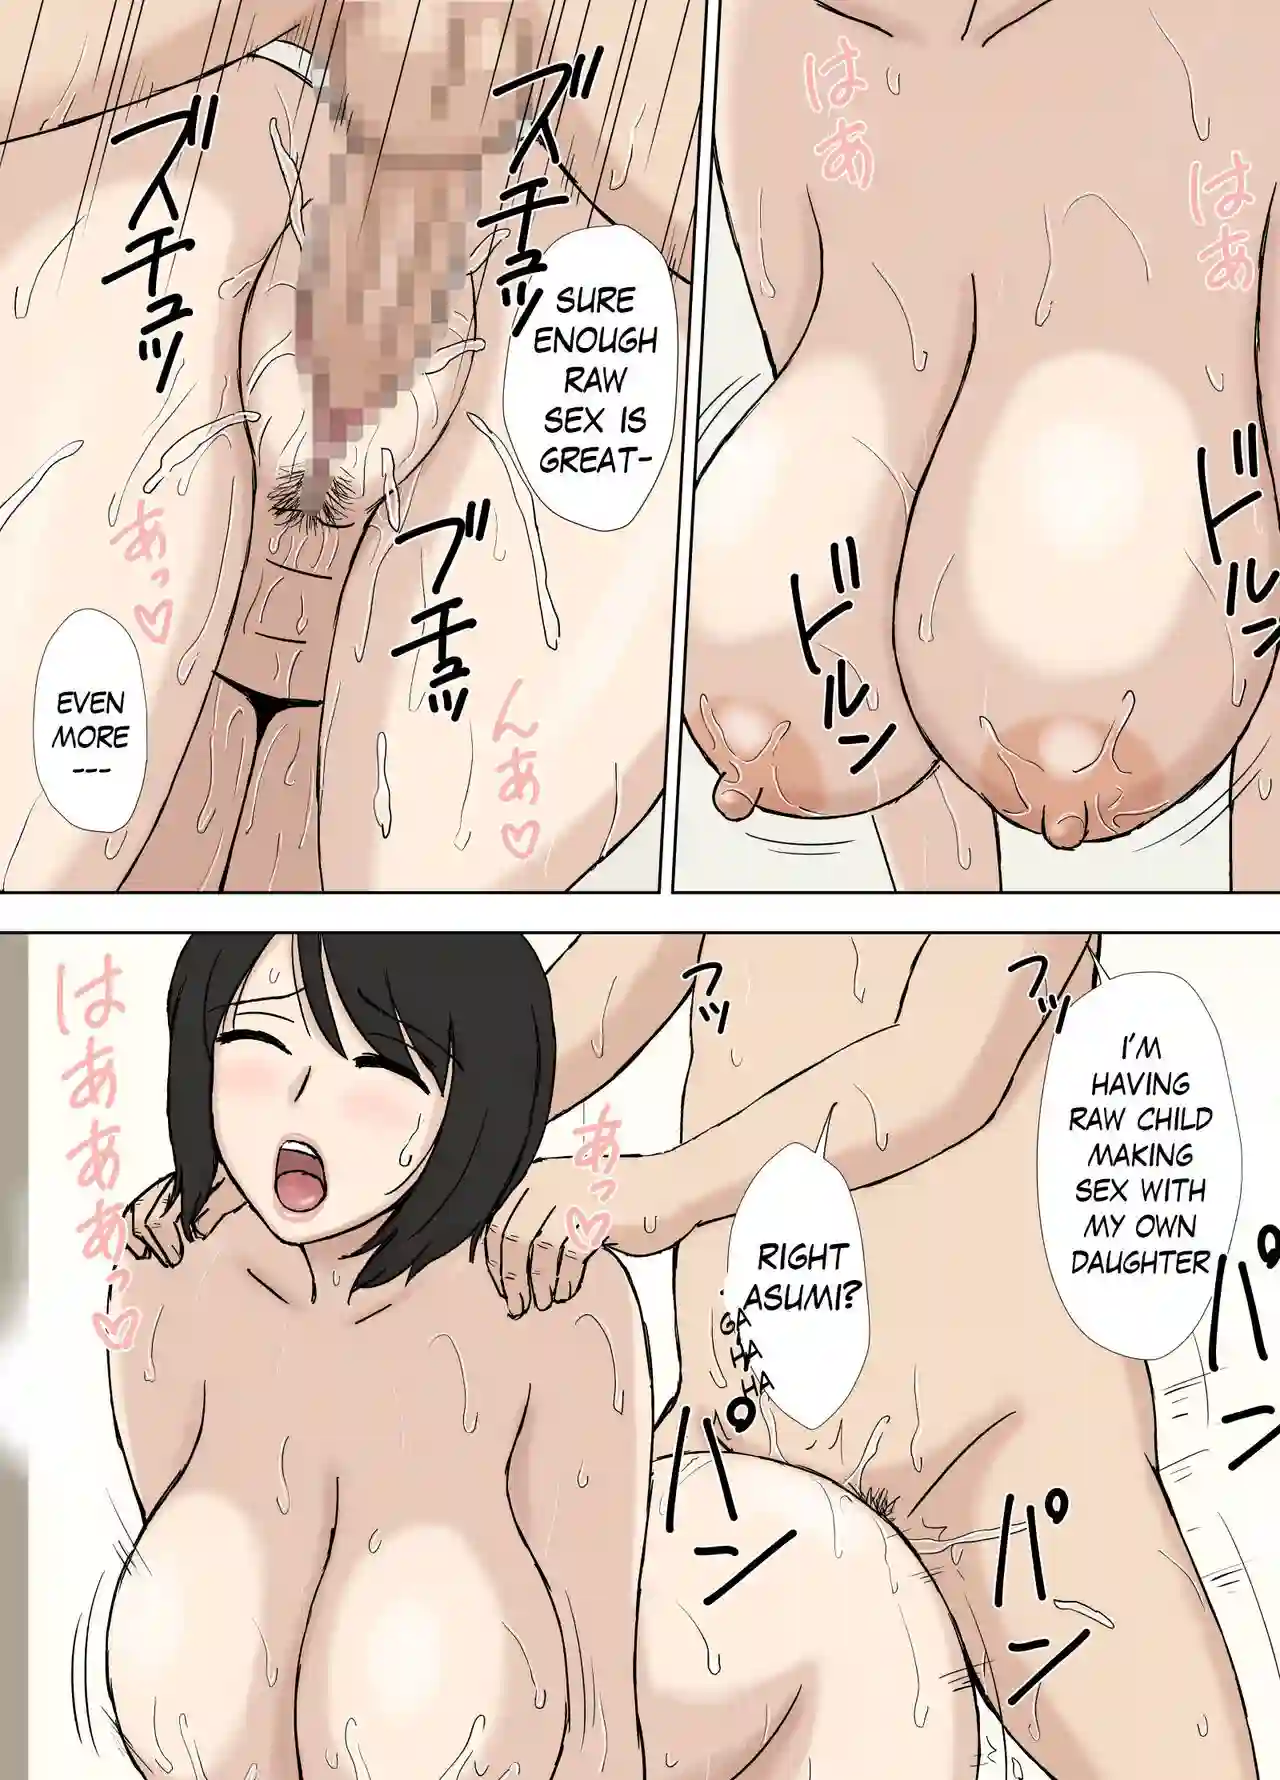 はぁ
はぁ
ズチュッ
ズチュッ
SURE
ENOUGH
RAW
SEX IS
GREAT-
ドルン
ドルン
あっ♡
ブチュッ
んあ♡
EVEN
MORE
---
フッ
フッ
I'M
HAVING
RAW CHILD
MAKING
SEX WITH
MY OWN
DAUGHTER
RIGHT
ASUMI?
GA
HA
HA
はああああっ♡
あっ♡
パン
パン
パン